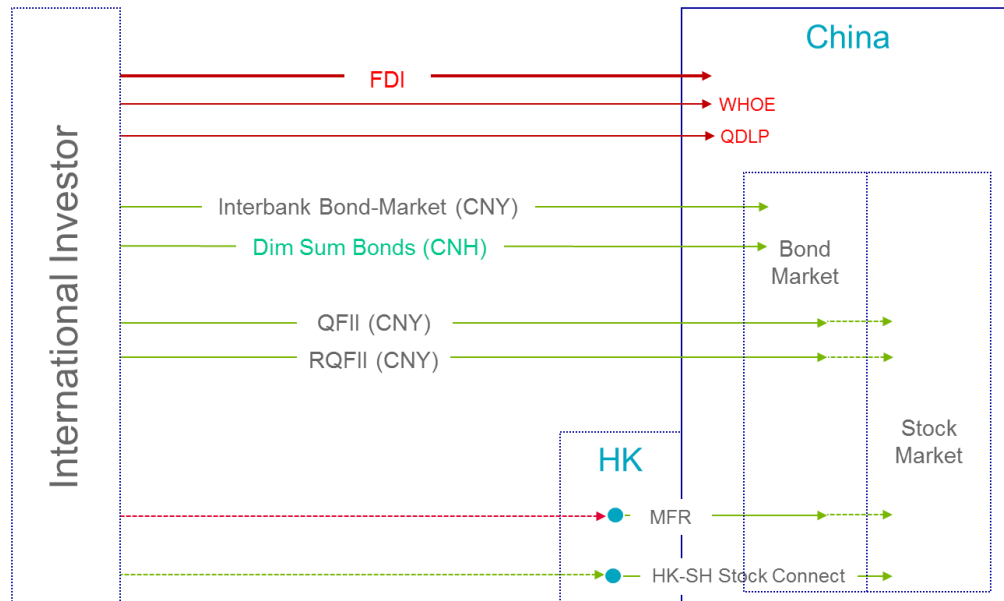 China
FDI
WHOE
QDLP
International Investor
Interbank Bond-Market (CNY)
Dim Sum Bonds (CNH)
Bond
Market
QFII (CNY)
RQFII (CNY)
Stock
Market
HK
MFR
HK-SH Stock Connect